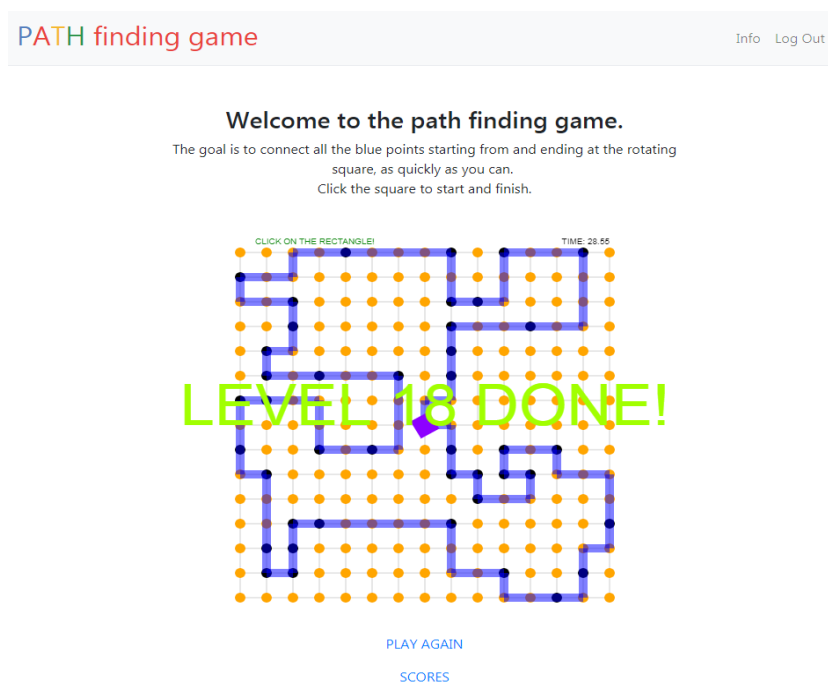 PATH finding game
Info Log Out
Welcome to the path finding game.
The goal is to connect all the blue points starting from and ending at the rotating
square, as quickly as you can.
Click the square to start and finish.
CLICK ON THE RECTANGLE! TIME: 28.55
LEVEL 18 DONE!
PLAY AGAIN
SCORES